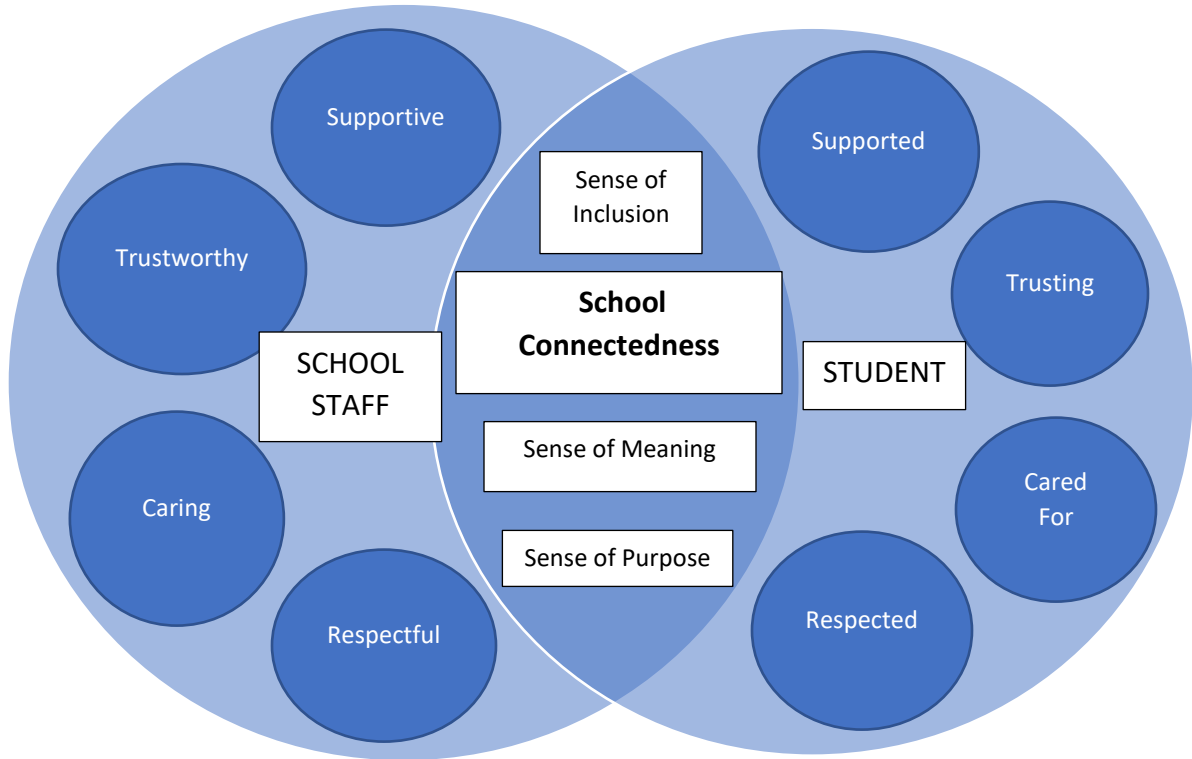 Supportive
Trustworthy
SCHOOL
STAFF
Caring
Respectful
Sense of
Inclusion
School
Connectedness
Sense of Meaning
Sense of Purpose
Supported
Trusting
STUDENT
Cared
For
Respected